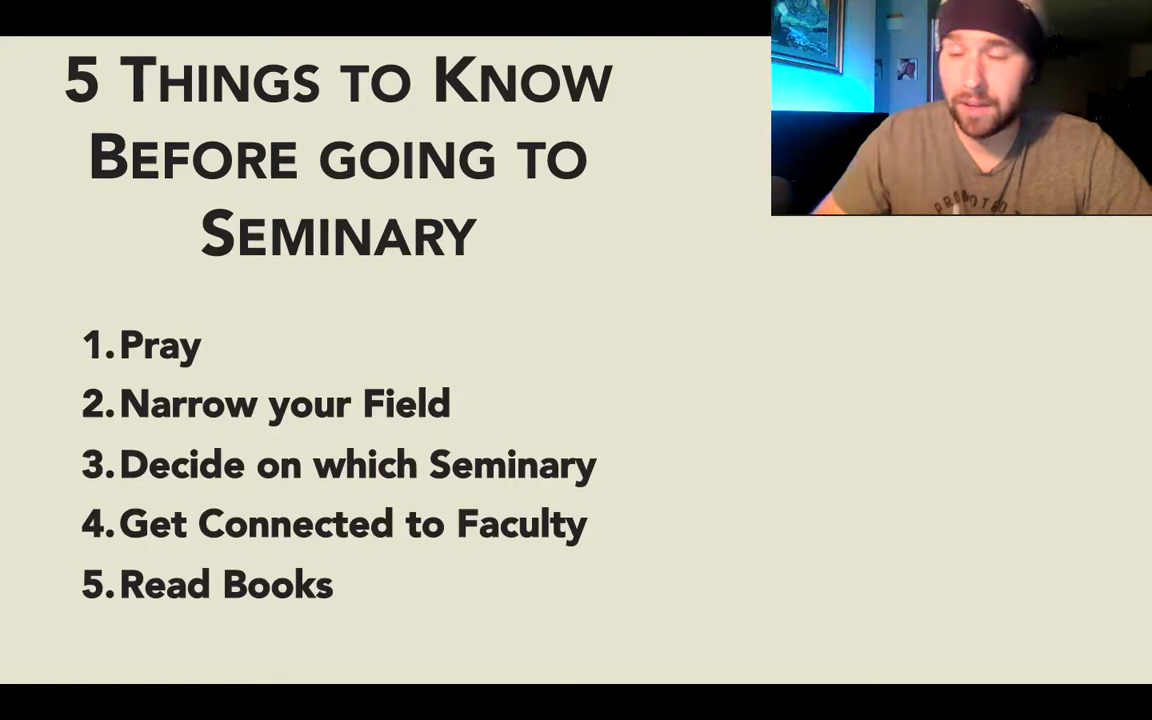 5 THINGS TO KNOW
BEFORE GOING TO
SEMINARY
1. Pray
2. Narrow your Field
3. Decide on which Seminary
4. Get Connected to Faculty
5. Read Books